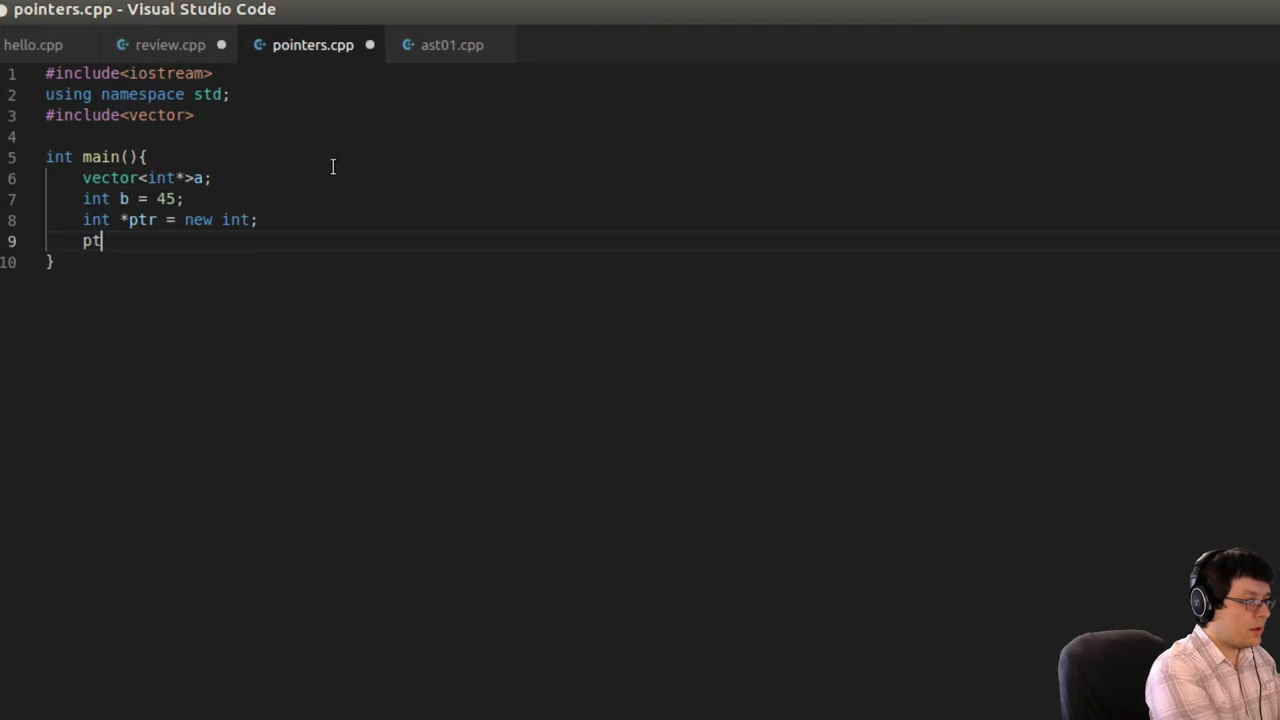 pointers.cpp - Visual Studio Code
hello.cpp review.cpp pointers.cpp ast01.cpp
1 #include<iostream>
2 using namespace std;
3 #include<vector>
4
5 int main(){
6 vector<int*>a;
7 int b = 45;
8 int *ptr = new int;
9 pt
10 }